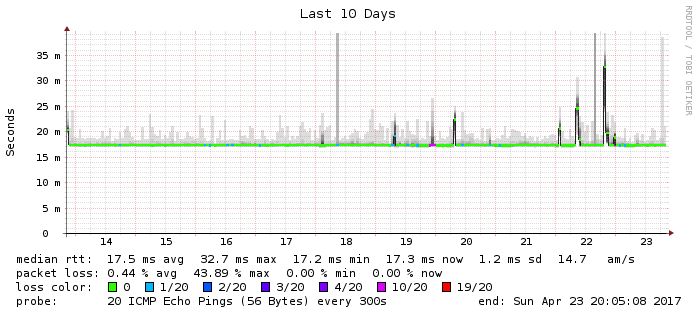 Last 10 Days
RRDTOOL / TOBI OETIKER
Seconds
35 m
30 m
25 m
20 m
15 m
10 m
5 m
0
14 15 16 17 18 19 20 21 22 23
median rtt: 17.5 ms avg 32.7 ms max 17.2 ms min 17.3 ms now 1.2 ms sd 14.7 am/s
packet loss: 0.44 % avg 43.89 % max 0.00 % min 0.00 % now
loss color: 0 1/20 2/20 3/20 4/20 10/20 19/20
probe: 20 ICMP Echo Pings (56 Bytes) every 300s end: Sun Apr 23 20:05:08 2017